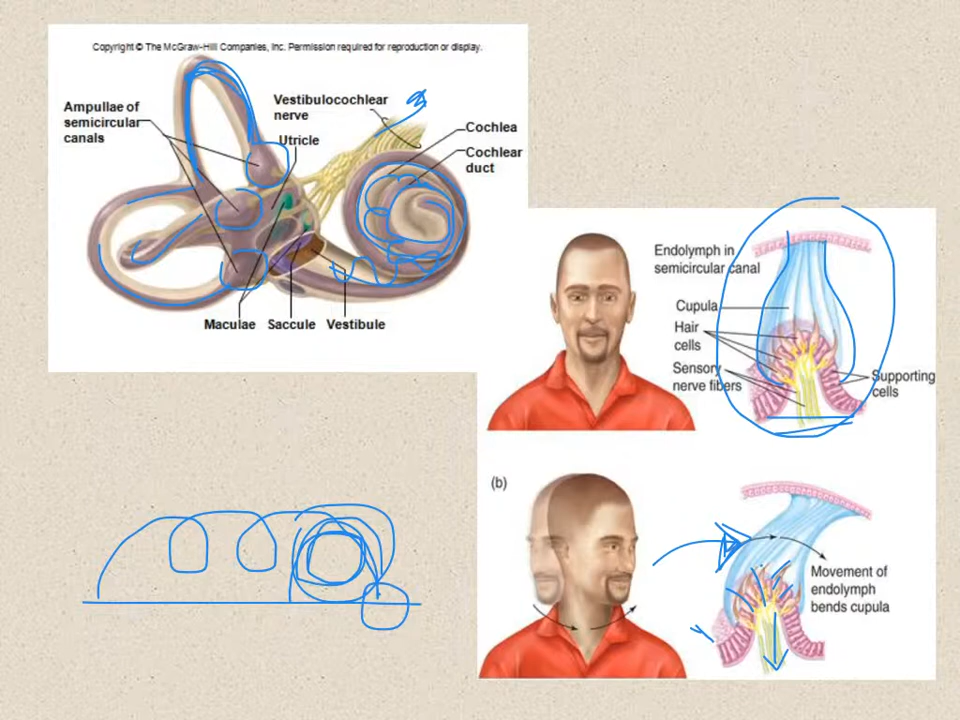 Copyright © The McGraw-Hill Companies, Inc. Permission required for reproduction or display.
Ampullae of
semicircular
canals
Vestibulocochlear
nerve
Utricle
Cochlea
Cochlear
duct
Maculae
Saccule
Vestibule
Endolymph in
semicircular canal
Cupula
Hair
cells
Sensory
nerve fibers
Supporting
cells
(b)
Movement of
endolymph
bends cupula